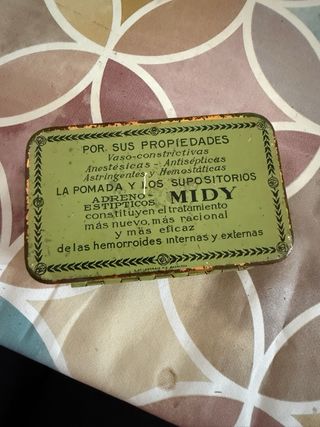 POR SUS PROPIEDADES
Vaso-constrictivas
Anestésicas - Antisépticas
Astringentes y Hemostáticas
LA POMADA Y LOS SUPOSITORIOS
ADRENO-
ESTIPTICOS MIDY
constituyen el tratamiento
más nuevo, más racional
y más eficaz
de las hemorroides internas y externas